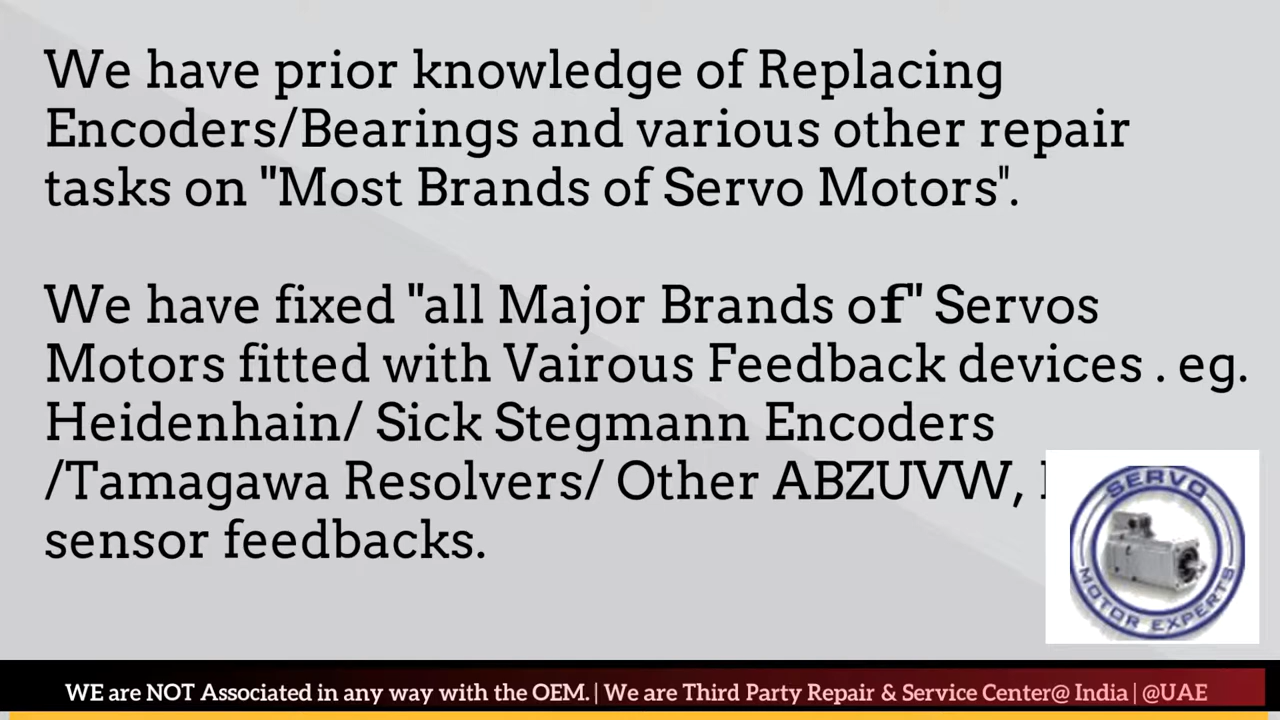 We have prior knowledge of Replacing
Encoders/Bearings and various other repair
tasks on "Most Brands of Servo Motors".
We have fixed "all Major Brands of" Servos
Motors fitted with Vairous Feedback devices . eg.
Heidenhain/ Sick Stegmann Encoders
/Tamagawa Resolvers/ Other ABZUVW,
sensor feedbacks.
SERVO
MOTOR EXPERTS
WE are NOT Associated in any way with the OEM. | We are Third Party Repair & Service Center@ India | @UAE